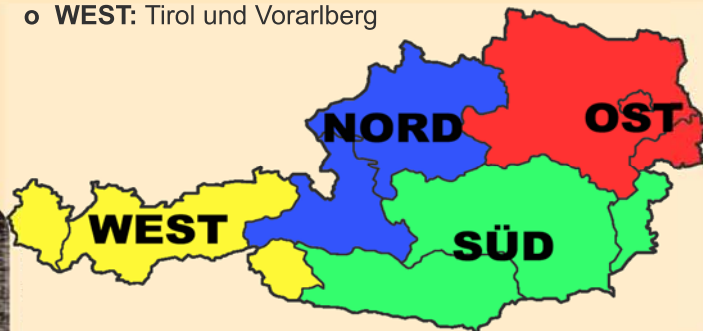 o WEST: Tirol und Vorarlberg
NORD
OST
WEST
SÜD